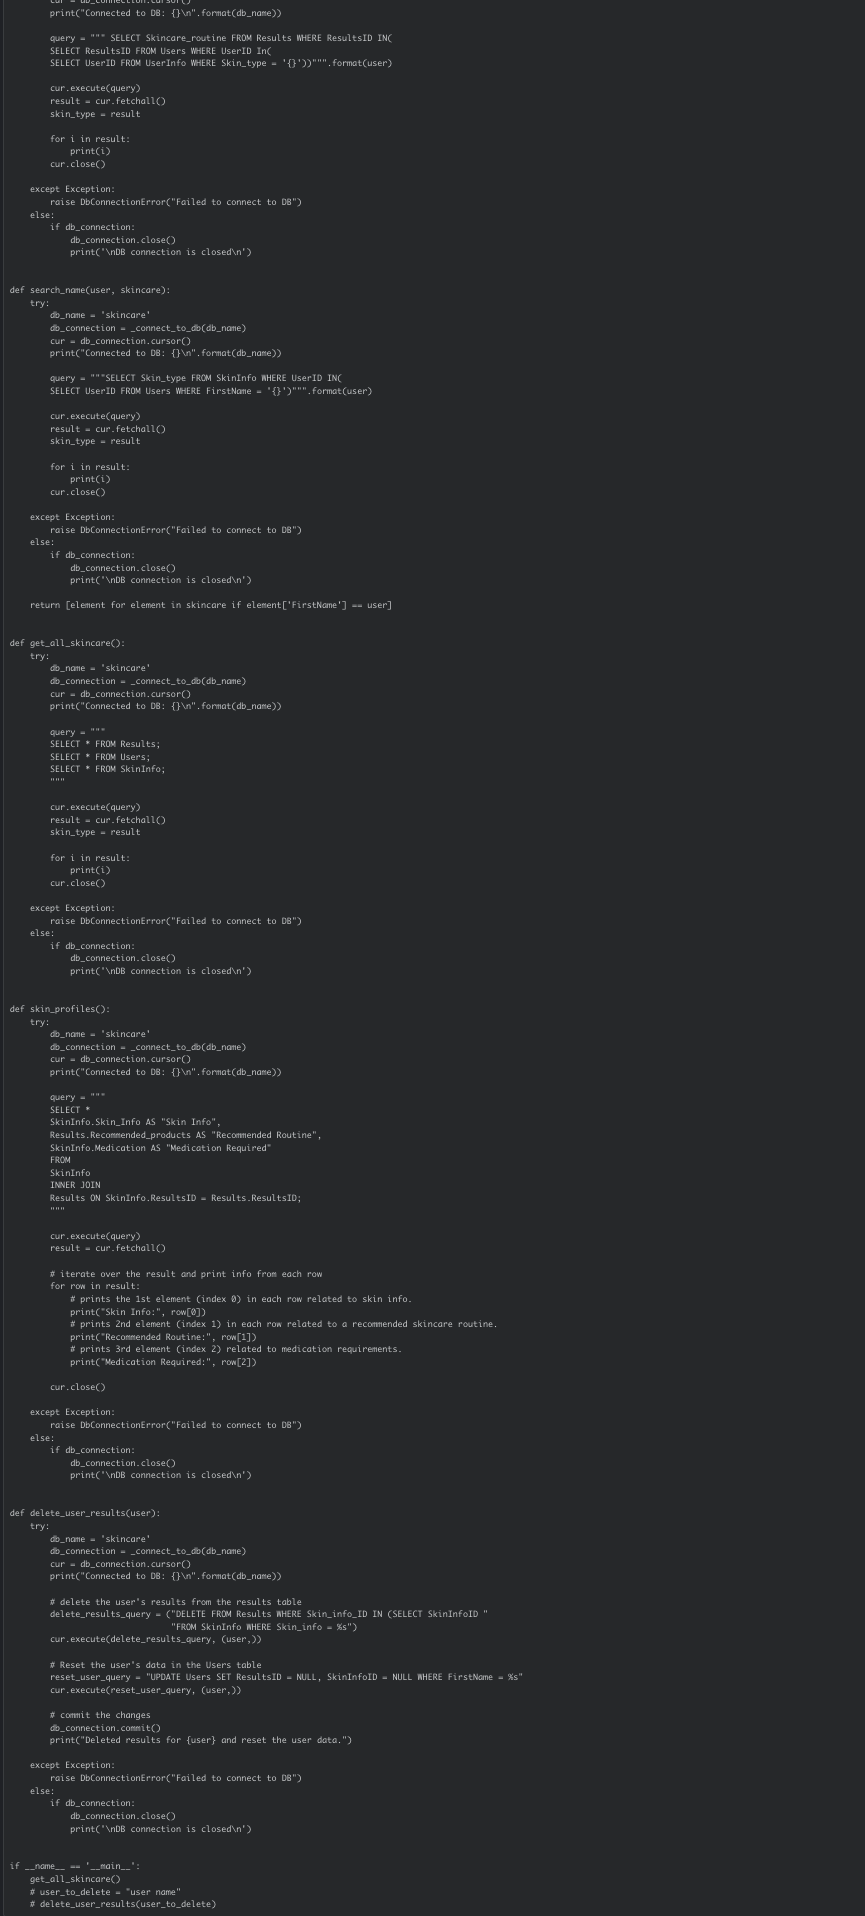 cur = db_connection.cursor()
        print("Connected to DB: {}\n".format(db_name))

        query = """ SELECT Skincare_routine FROM Results WHERE ResultsID IN(
        SELECT ResultsID FROM Users WHERE UserID In(
        SELECT UserID FROM UserInfo WHERE Skin_type = '{}'))""".format(user)

        cur.execute(query)
        result = cur.fetchall()
        skin_type = result

        for i in result:
            print(i)
        cur.close()

    except Exception:
        raise DbConnectionError("Failed to connect to DB")
    else:
        if db_connection:
            db_connection.close()
            print('\nDB connection is closed\n')


def search_name(user, skincare):
    try:
        db_name = 'skincare'
        db_connection = _connect_to_db(db_name)
        cur = db_connection.cursor()
        print("Connected to DB: {}\n".format(db_name))

        query = """SELECT Skin_type FROM SkinInfo WHERE UserID IN(
        SELECT UserID FROM Users WHERE FirstName = '{}')""".format(user)

        cur.execute(query)
        result = cur.fetchall()
        skin_type = result

        for i in result:
            print(i)
        cur.close()

    except Exception:
        raise DbConnectionError("Failed to connect to DB")
    else:
        if db_connection:
            db_connection.close()
            print('\nDB connection is closed\n')

    return [element for element in skincare if element['FirstName'] == user]


def get_all_skincare():
    try:
        db_name = 'skincare'
        db_connection = _connect_to_db(db_name)
        cur = db_connection.cursor()
        print("Connected to DB: {}\n".format(db_name))

        query = """
        SELECT * FROM Results;
        SELECT * FROM Users;
        SELECT * FROM SkinInfo;
        """

        cur.execute(query)
        result = cur.fetchall()
        skin_type = result

        for i in result:
            print(i)
        cur.close()

    except Exception:
        raise DbConnectionError("Failed to connect to DB")
    else:
        if db_connection:
            db_connection.close()
            print('\nDB connection is closed\n')


def skin_profiles():
    try:
        db_name = 'skincare'
        db_connection = _connect_to_db(db_name)
        cur = db_connection.cursor()
        print("Connected to DB: {}\n".format(db_name))

        query = """
        SELECT *
        SkinInfo.Skin_Info AS "Skin Info",
        Results.Recommended_products AS "Recommended Routine",
        SkinInfo.Medication AS "Medication Required"
        FROM
        SkinInfo
        INNER JOIN
        Results ON SkinInfo.ResultsID = Results.ResultsID;
        """

        cur.execute(query)
        result = cur.fetchall()

        # iterate over the result and print info from each row
        for row in result:
            # prints the 1st element (index 0) in each row related to skin info.
            print("Skin Info:", row[0])
            # prints 2nd element (index 1) in each row related to a recommended skincare routine.
            print("Recommended Routine:", row[1])
            # prints 3rd element (index 2) related to medication requirements.
            print("Medication Required:", row[2])

        cur.close()

    except Exception:
        raise DbConnectionError("Failed to connect to DB")
    else:
        if db_connection:
            db_connection.close()
            print('\nDB connection is closed\n')


def delete_user_results(user):
    try:
        db_name = 'skincare'
        db_connection = _connect_to_db(db_name)
        cur = db_connection.cursor()
        print("Connected to DB: {}\n".format(db_name))

        # delete the user's results from the results table
        delete_results_query = ("DELETE FROM Results WHERE Skin_info_ID IN (SELECT SkinInfoID "
                                "FROM SkinInfo WHERE Skin_info = %s")
        cur.execute(delete_results_query, (user,))

        # Reset the user's data in the Users table
        reset_user_query = "UPDATE Users SET ResultsID = NULL, SkinInfoID = NULL WHERE FirstName = %s"
        cur.execute(reset_user_query, (user,))

        # commit the changes
        db_connection.commit()
        print("Deleted results for {user} and reset the user data.")

    except Exception:
        raise DbConnectionError("Failed to connect to DB")
    else:
        if db_connection:
            db_connection.close()
            print('\nDB connection is closed\n')


if __name__ == '__main__':
    get_all_skincare()
    # user_to_delete = "user name"
    # delete_user_results(user_to_delete)